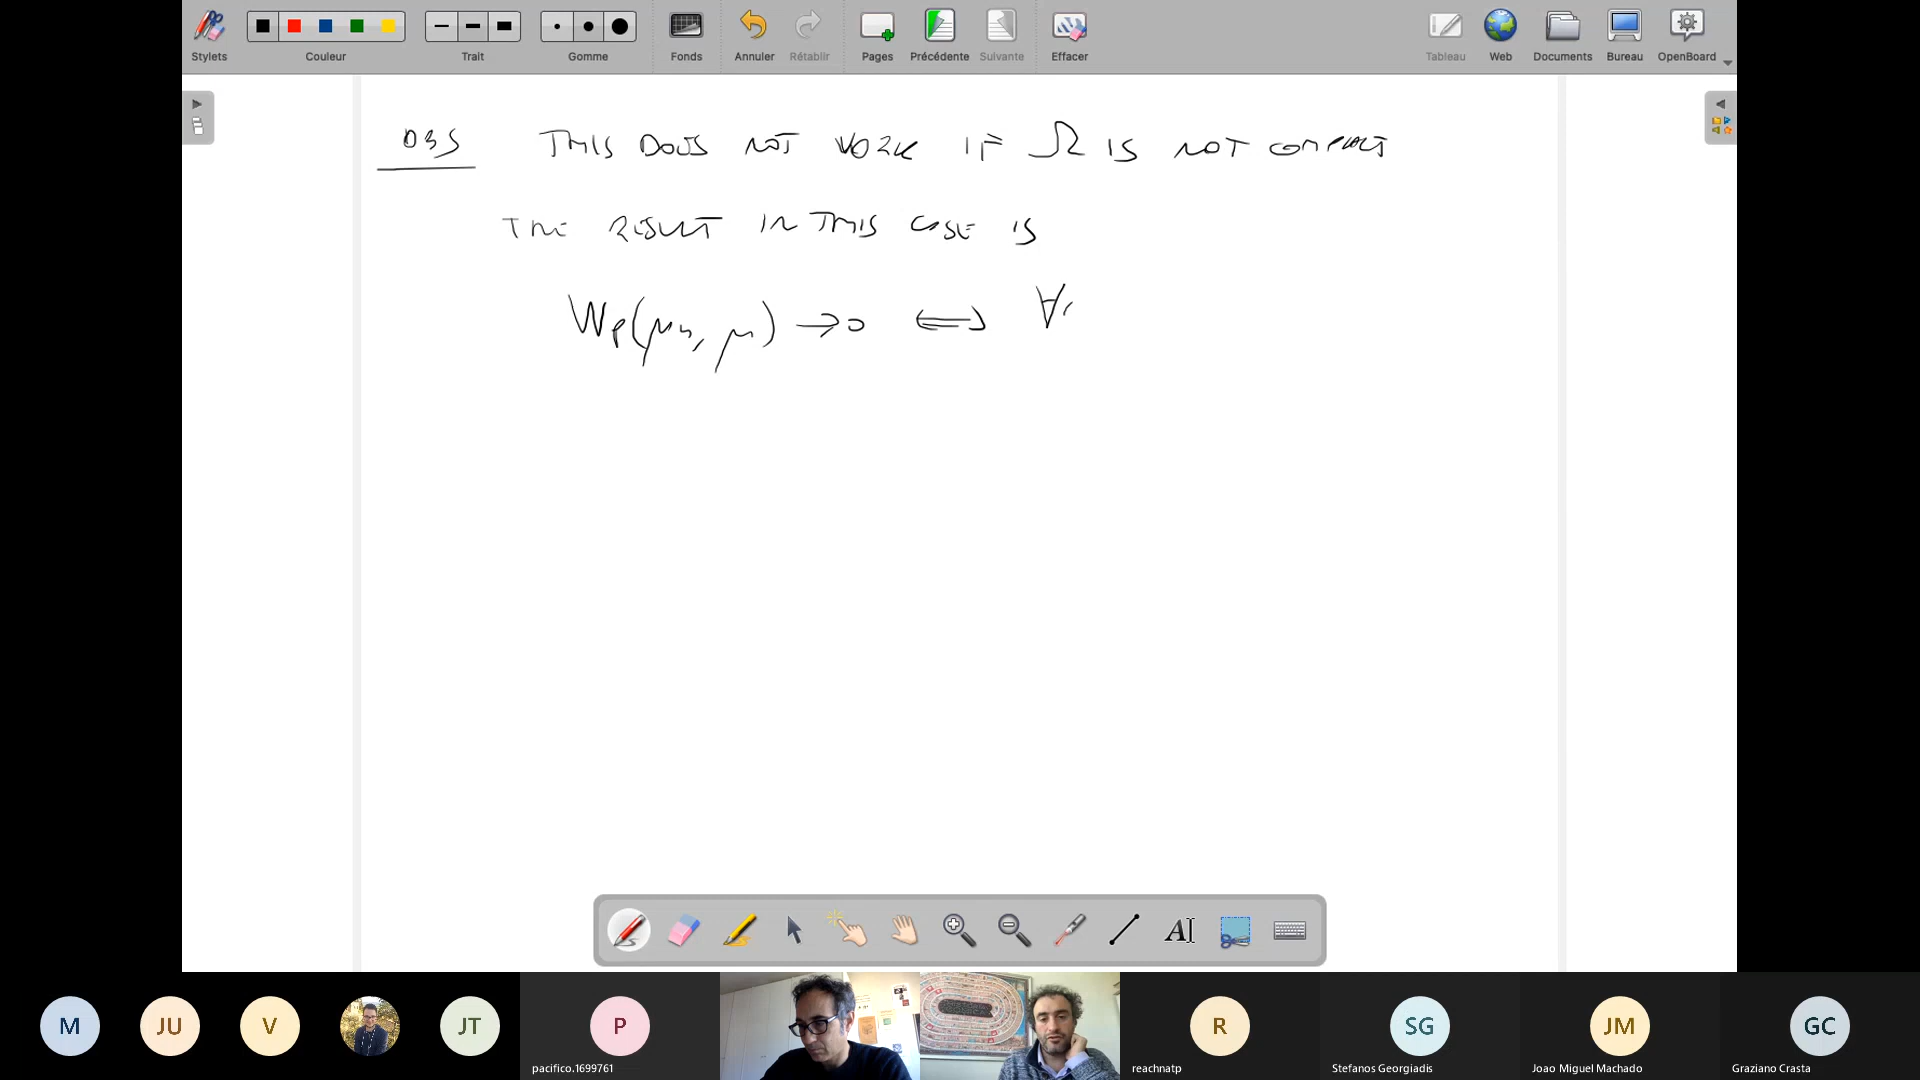 Stylets Couleur Trait Gomme Fonds Annuler Rétablir Pages Précédente Suivante Effacer Tableau Web Documents Bureau OpenBoard
OBS THIS DOES NOT WORK IF Ω IS NOT COMPACT
THE RESULT IN THIS CASE IS
Wp(μn, μ) → 0 ⟺ ∀
AI
M JU V JT P R SG JM GC
pacifico.1699761 reachnatp Stefanos Georgiadis Joao Miguel Machado Graziano Crasta